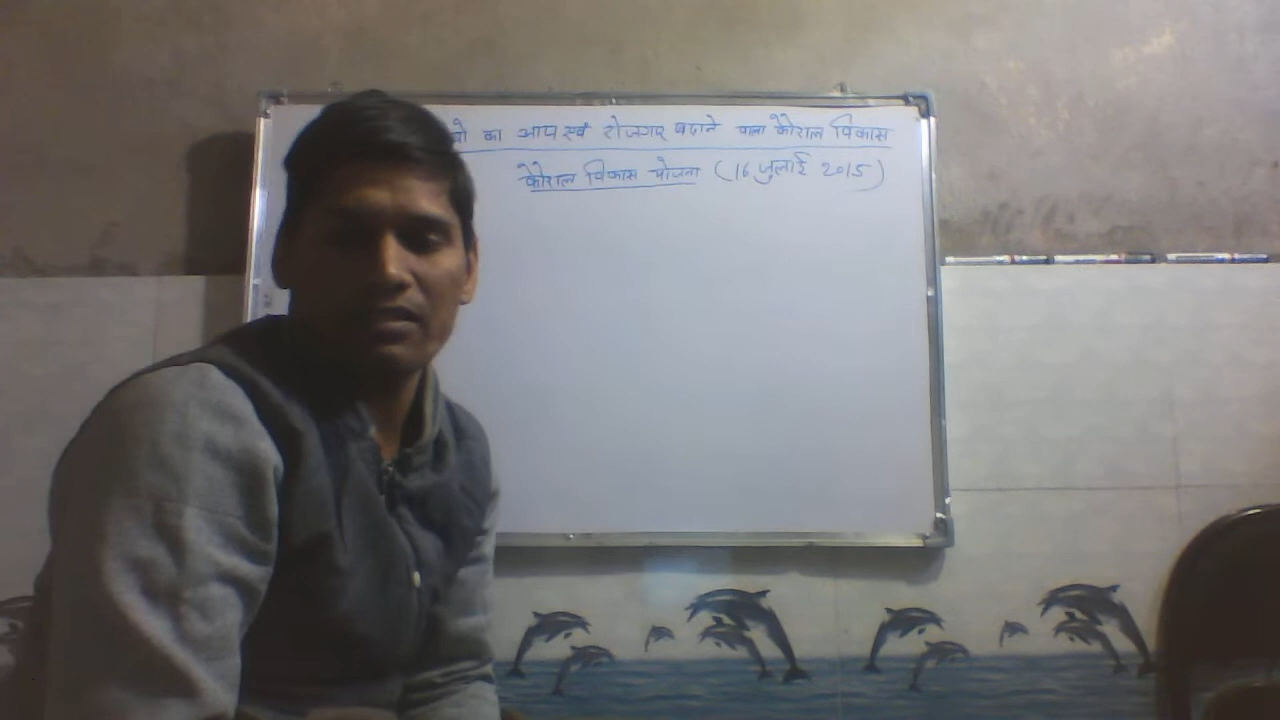 का आय एवं रोजगार बढाने वाला कौशल विकास
कौशल विकास योजना (16 जुलाई 2015)